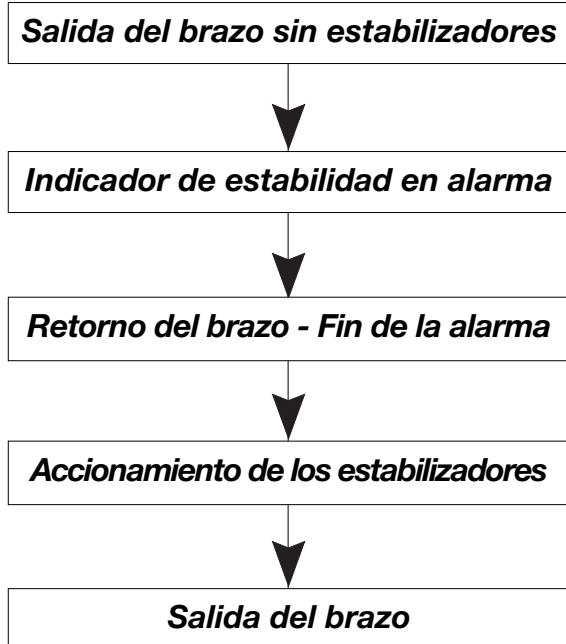 Salida del brazo sin estabilizadores
Indicador de estabilidad en alarma
Retorno del brazo - Fin de la alarma
Accionamiento de los estabilizadores
Salida del brazo